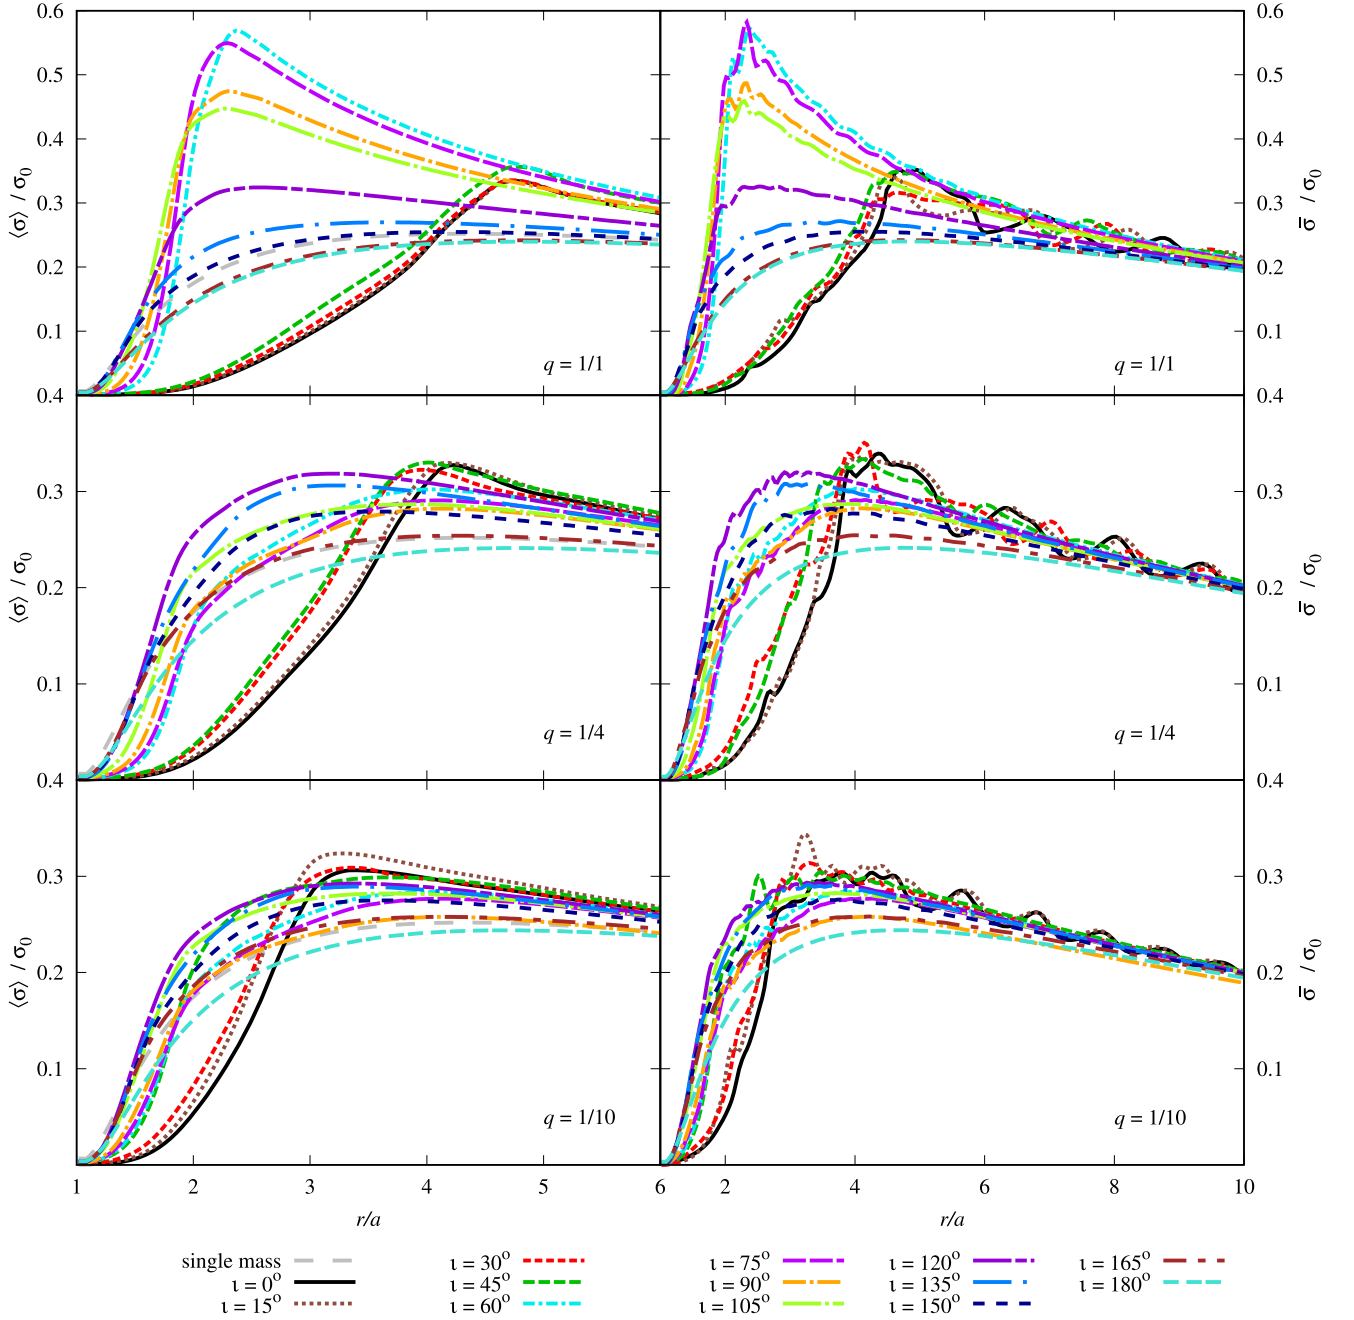 0.6 0.6
0.5 0.5
0.4 0.4
⟨σ⟩ / σ0 0.3 0.3 σ̄ / σ0
0.2 0.2
0.1 0.1
q = 1/1 q = 1/1
0.4 0.4
0.3 0.3
⟨σ⟩ / σ0 0.2 0.2 σ̄ / σ0
0.1 0.1
q = 1/4 q = 1/4
0.4 0.4
0.3 0.3
⟨σ⟩ / σ0 0.2 0.2 σ̄ / σ0
0.1 0.1
q = 1/10 q = 1/10
1 2 3 4 5 6 2 4 6 8 10
r/a r/a
single mass ι = 30° ι = 75° ι = 120° ι = 165°
ι = 0° ι = 45° ι = 90° ι = 135° ι = 180°
ι = 15° ι = 60° ι = 105° ι = 150°